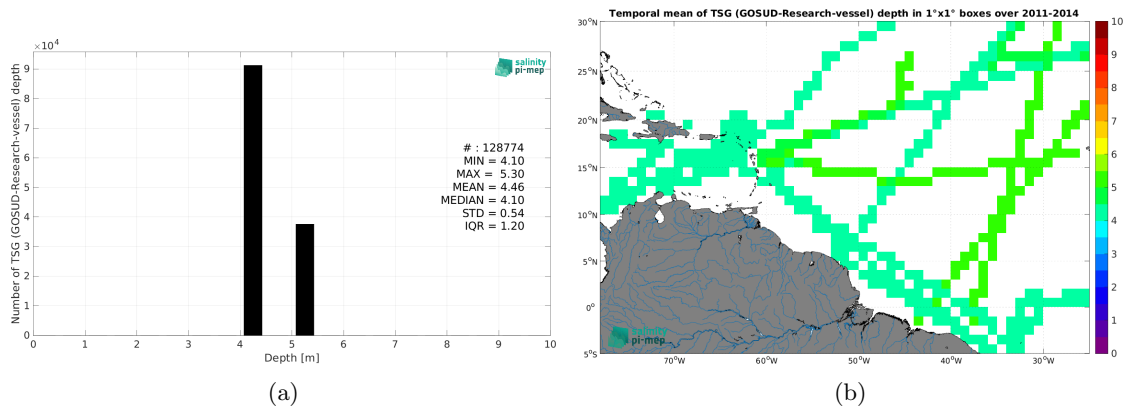 ×10⁴
9
8
7
6
5
4
3
2
1
0
Number of TSG (GOSUD-Research-vessel) depth
0 1 2 3 4 5 6 7 8 9 10
Depth [m]
salinity
pi-mep
# : 128774
MIN = 4.10
MAX = 5.30
MEAN = 4.46
MEDIAN = 4.10
STD = 0.54
IQR = 1.20
(a)
Temporal mean of TSG (GOSUD-Research-vessel) depth in 1°x1° boxes over 2011-2014
30°N
25°N
20°N
15°N
10°N
5°N
0°
5°S
70°W 60°W 50°W 40°W 30°W
salinity
pi-mep
10
9
8
7
6
5
4
3
2
1
0
(b)